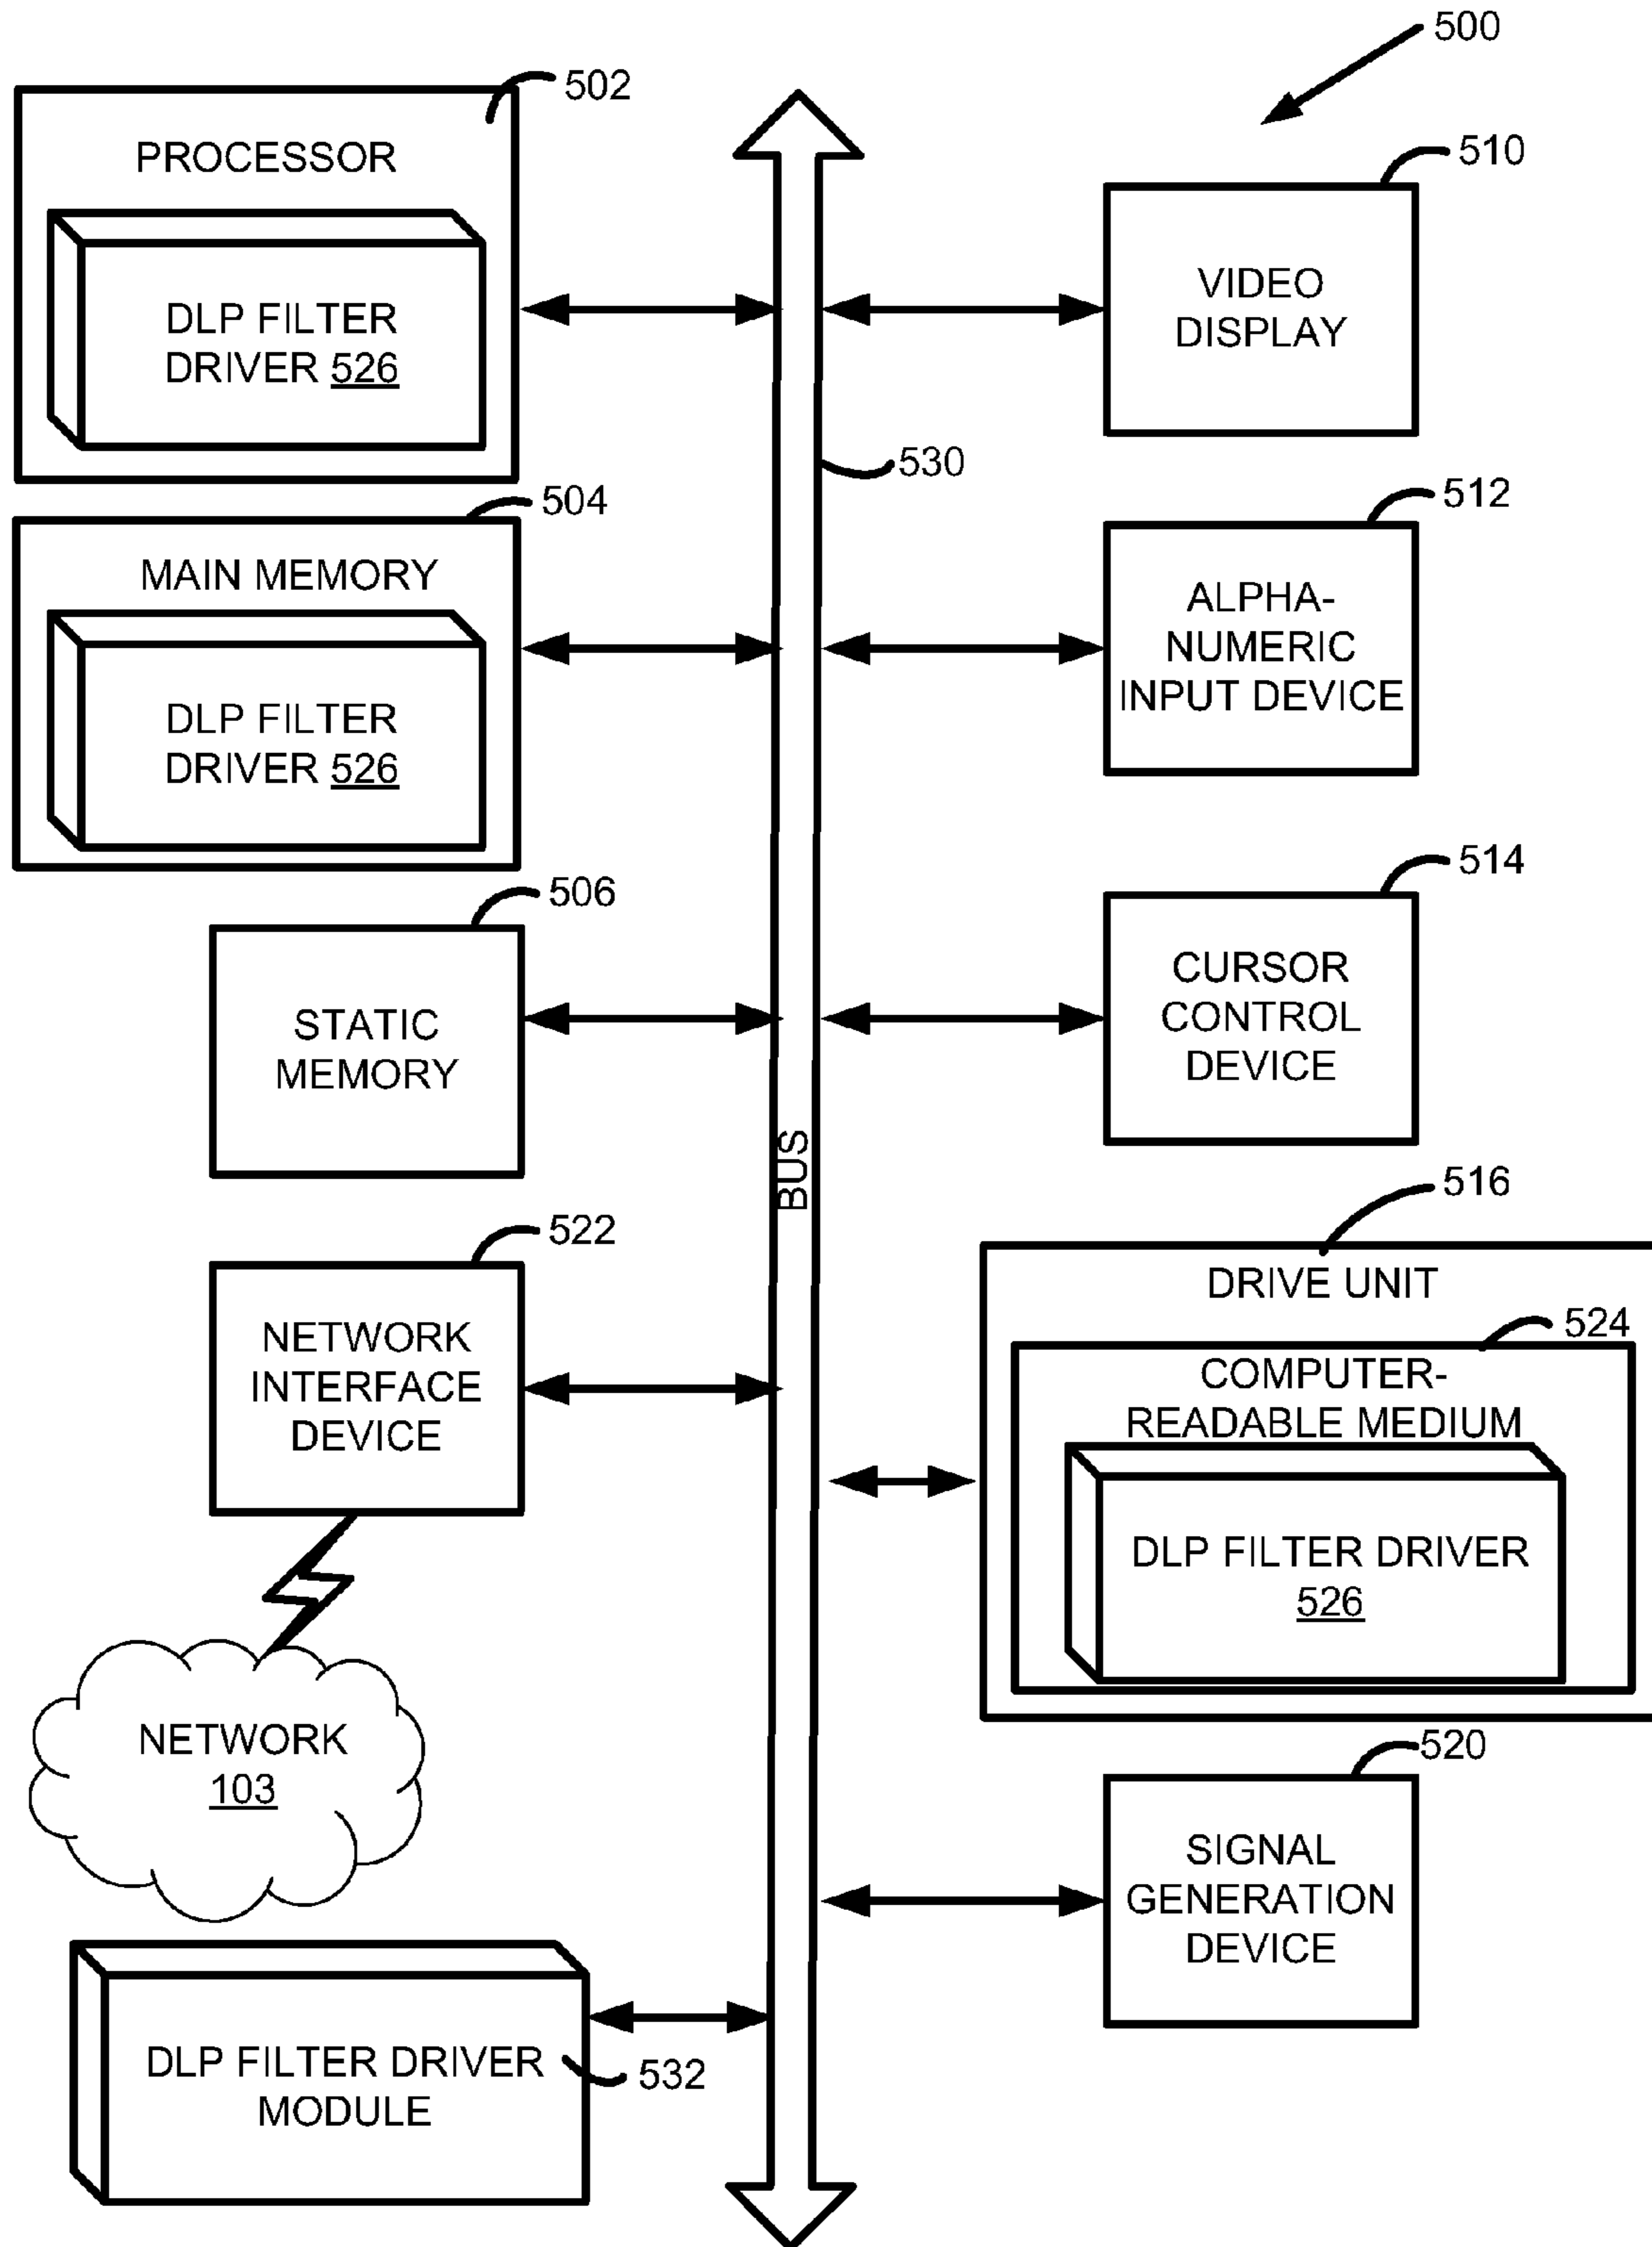 500
502
PROCESSOR
DLP FILTER
DRIVER 526
510
VIDEO
DISPLAY
530
504
MAIN MEMORY
DLP FILTER
DRIVER 526
512
ALPHA-
NUMERIC
INPUT DEVICE
506
STATIC
MEMORY
514
CURSOR
CONTROL
DEVICE
BUS
522
NETWORK
INTERFACE
DEVICE
516
DRIVE UNIT
524
COMPUTER-
READABLE MEDIUM
DLP FILTER DRIVER
526
NETWORK
103
520
SIGNAL
GENERATION
DEVICE
DLP FILTER DRIVER
MODULE
532